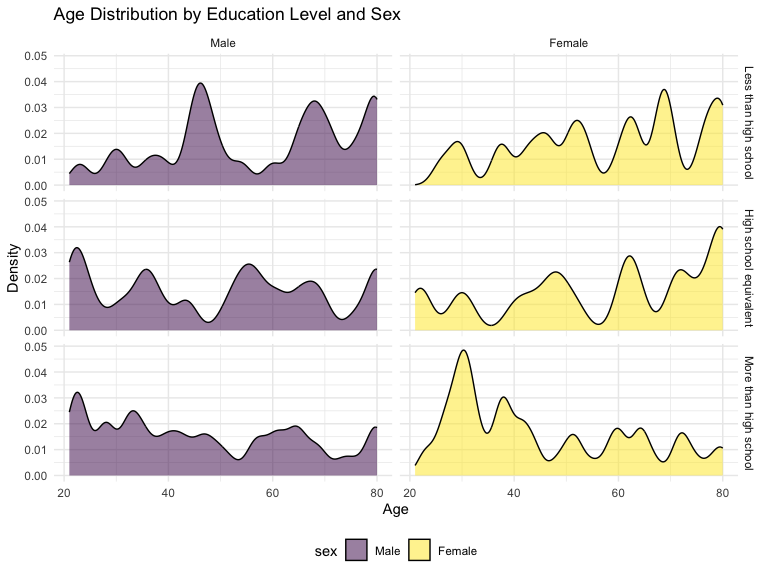 Age Distribution by Education Level and Sex
Male Female
0.05
0.04
0.03
0.02
0.01
0.00
Less than high school
0.05
0.04
0.03
0.02
0.01
0.00
High school equivalent
0.05
0.04
0.03
0.02
0.01
0.00
More than high school
Density
20 40 60 80 20 40 60 80
Age
sex Male Female